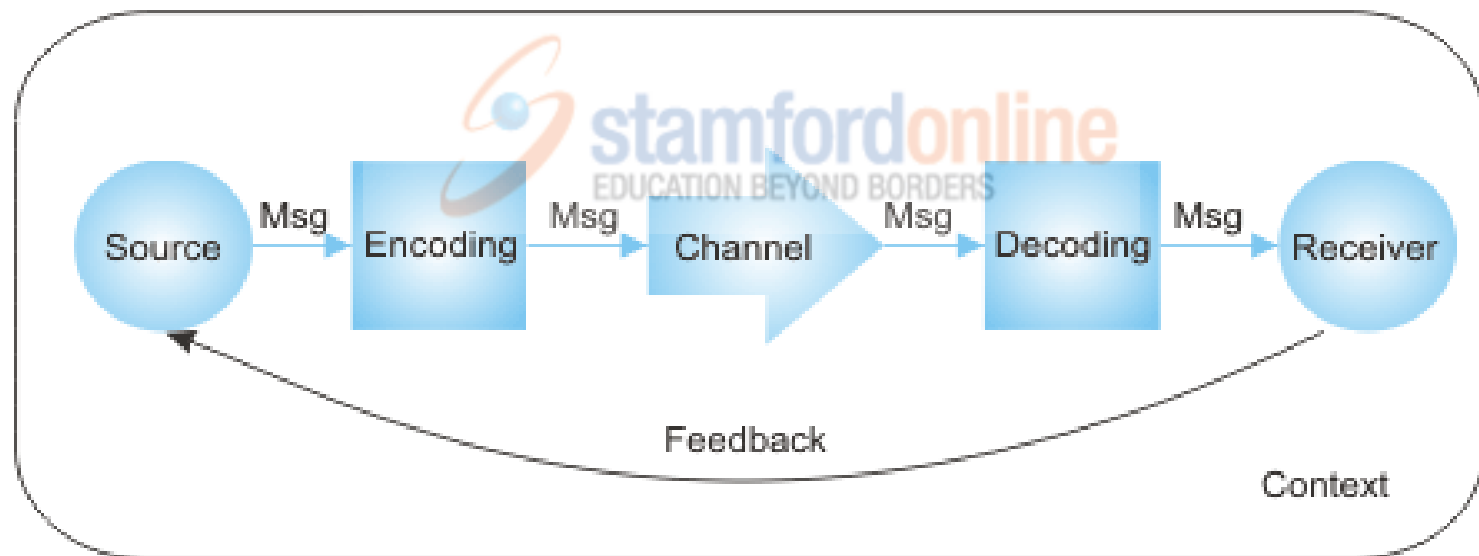 stamfordonline
EDUCATION BEYOND BORDERS
Source
Msg
Encoding
Msg
Channel
Msg
Decoding
Msg
Receiver
Feedback
Context